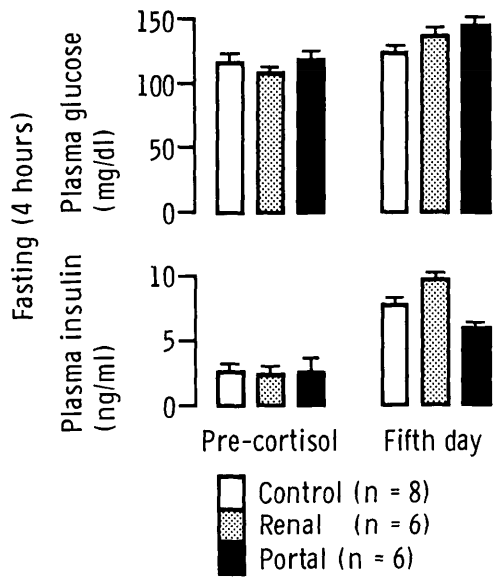 Fasting (4 hours)
Plasma glucose
(mg/dl)
150
100
50
0
Plasma insulin
(ng/ml)
10
5
0
Pre-cortisol Fifth day
Control (n = 8)
Renal (n = 6)
Portal (n = 6)